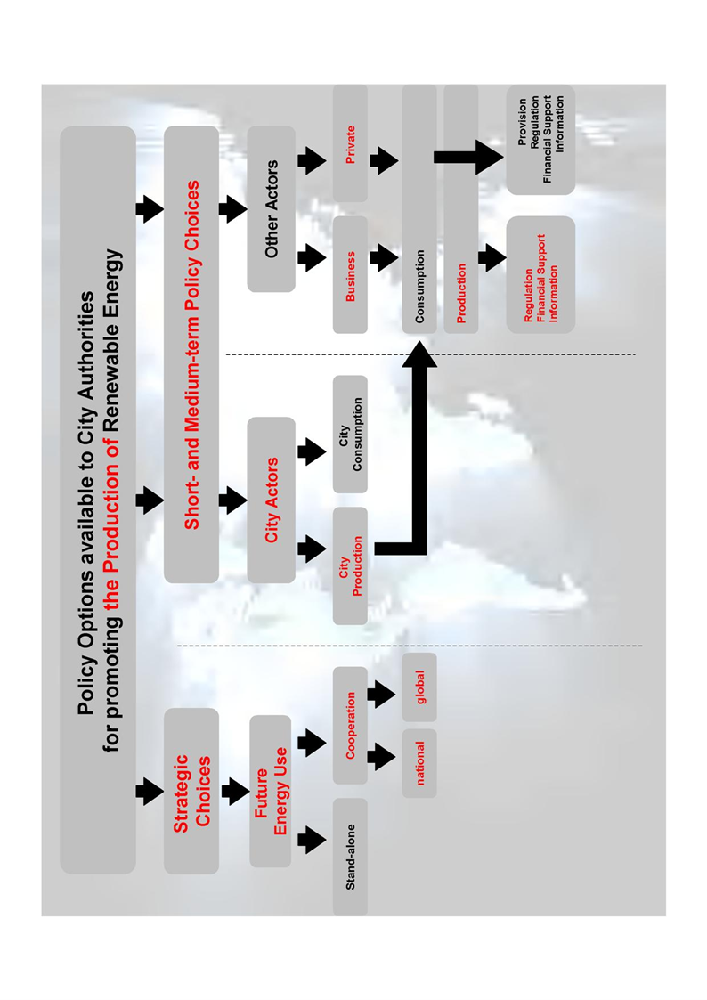 Policy Options available to City Authorities
for promoting the Production of Renewable Energy
Strategic
Choices
Short- and Medium-term Policy Choices
Future
Energy Use
City Actors
Other Actors
Stand-alone
Cooperation
City
Production
City
Consumption
Business
Private
national
global
Consumption
Production
Regulation
Financial Support
Information
Provision
Regulation
Financial Support
Information